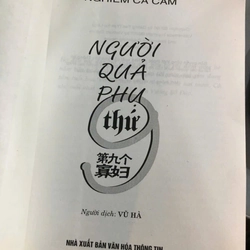 NGHIÊM CA CẦM
NGƯỜI
QUẢ
PHỤ
thứ
9
第九个
寡妇
Người dịch: VŨ HÀ
NHÀ XUẤT BẢN VĂN HÓA THÔNG TIN